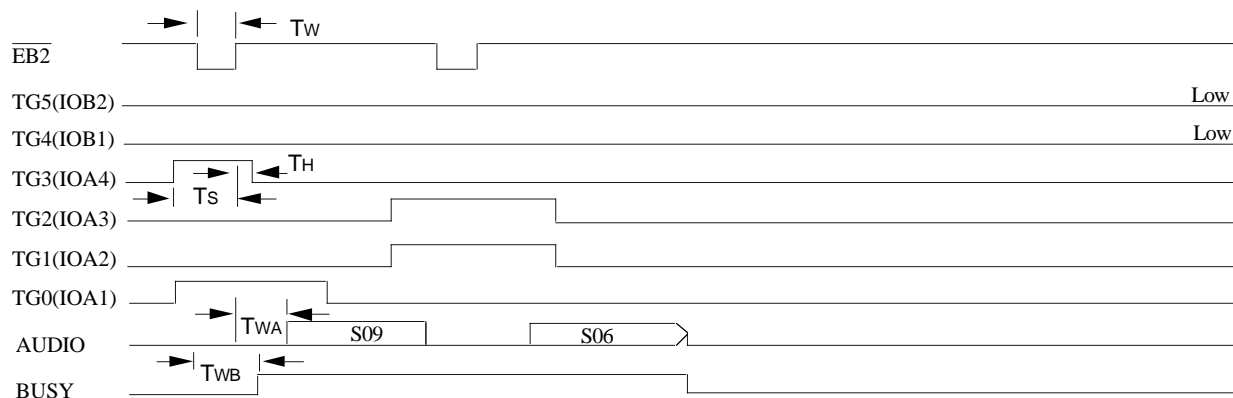 TW
EB2
TG5(IOB2)
Low
TG4(IOB1)
Low
TG3(IOA4)
TH
TS
TG2(IOA3)
TG1(IOA2)
TG0(IOA1)
TWA
S09
S06
AUDIO
TWB
BUSY